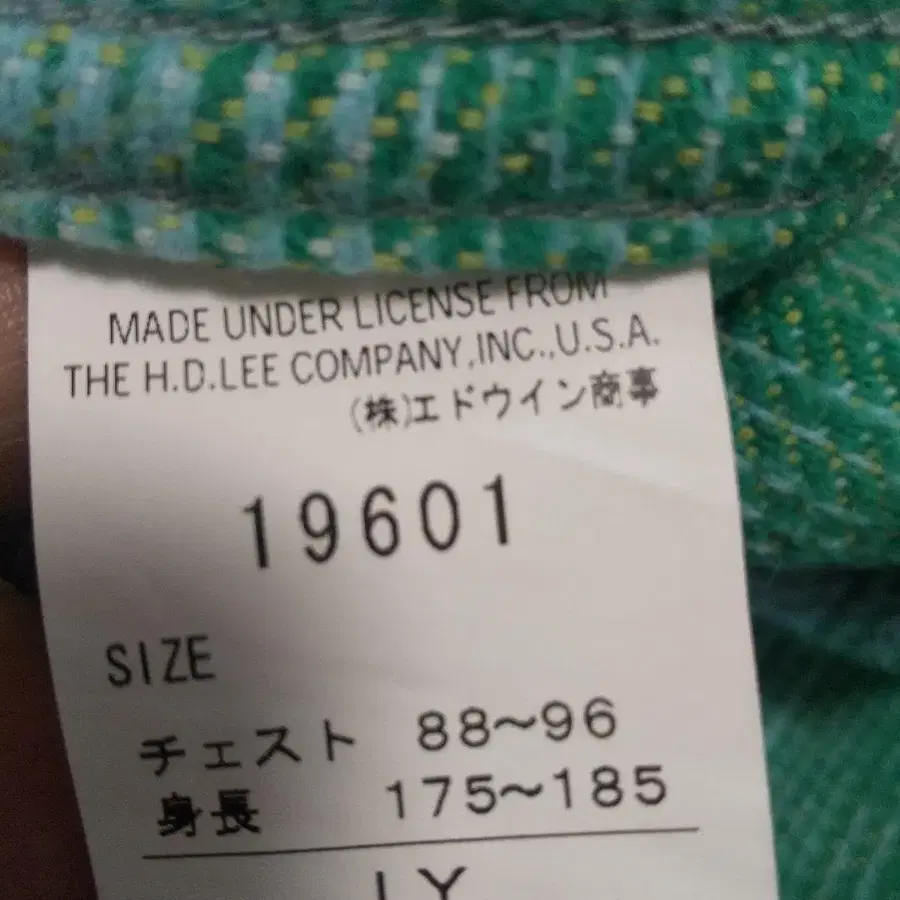 MADE UNDER LICENSE FROM
THE H.D.LEE COMPANY,INC.,U.S.A.
(株)エドウイン商事
19601
SIZE
チェスト 88〜96
身長 175〜185